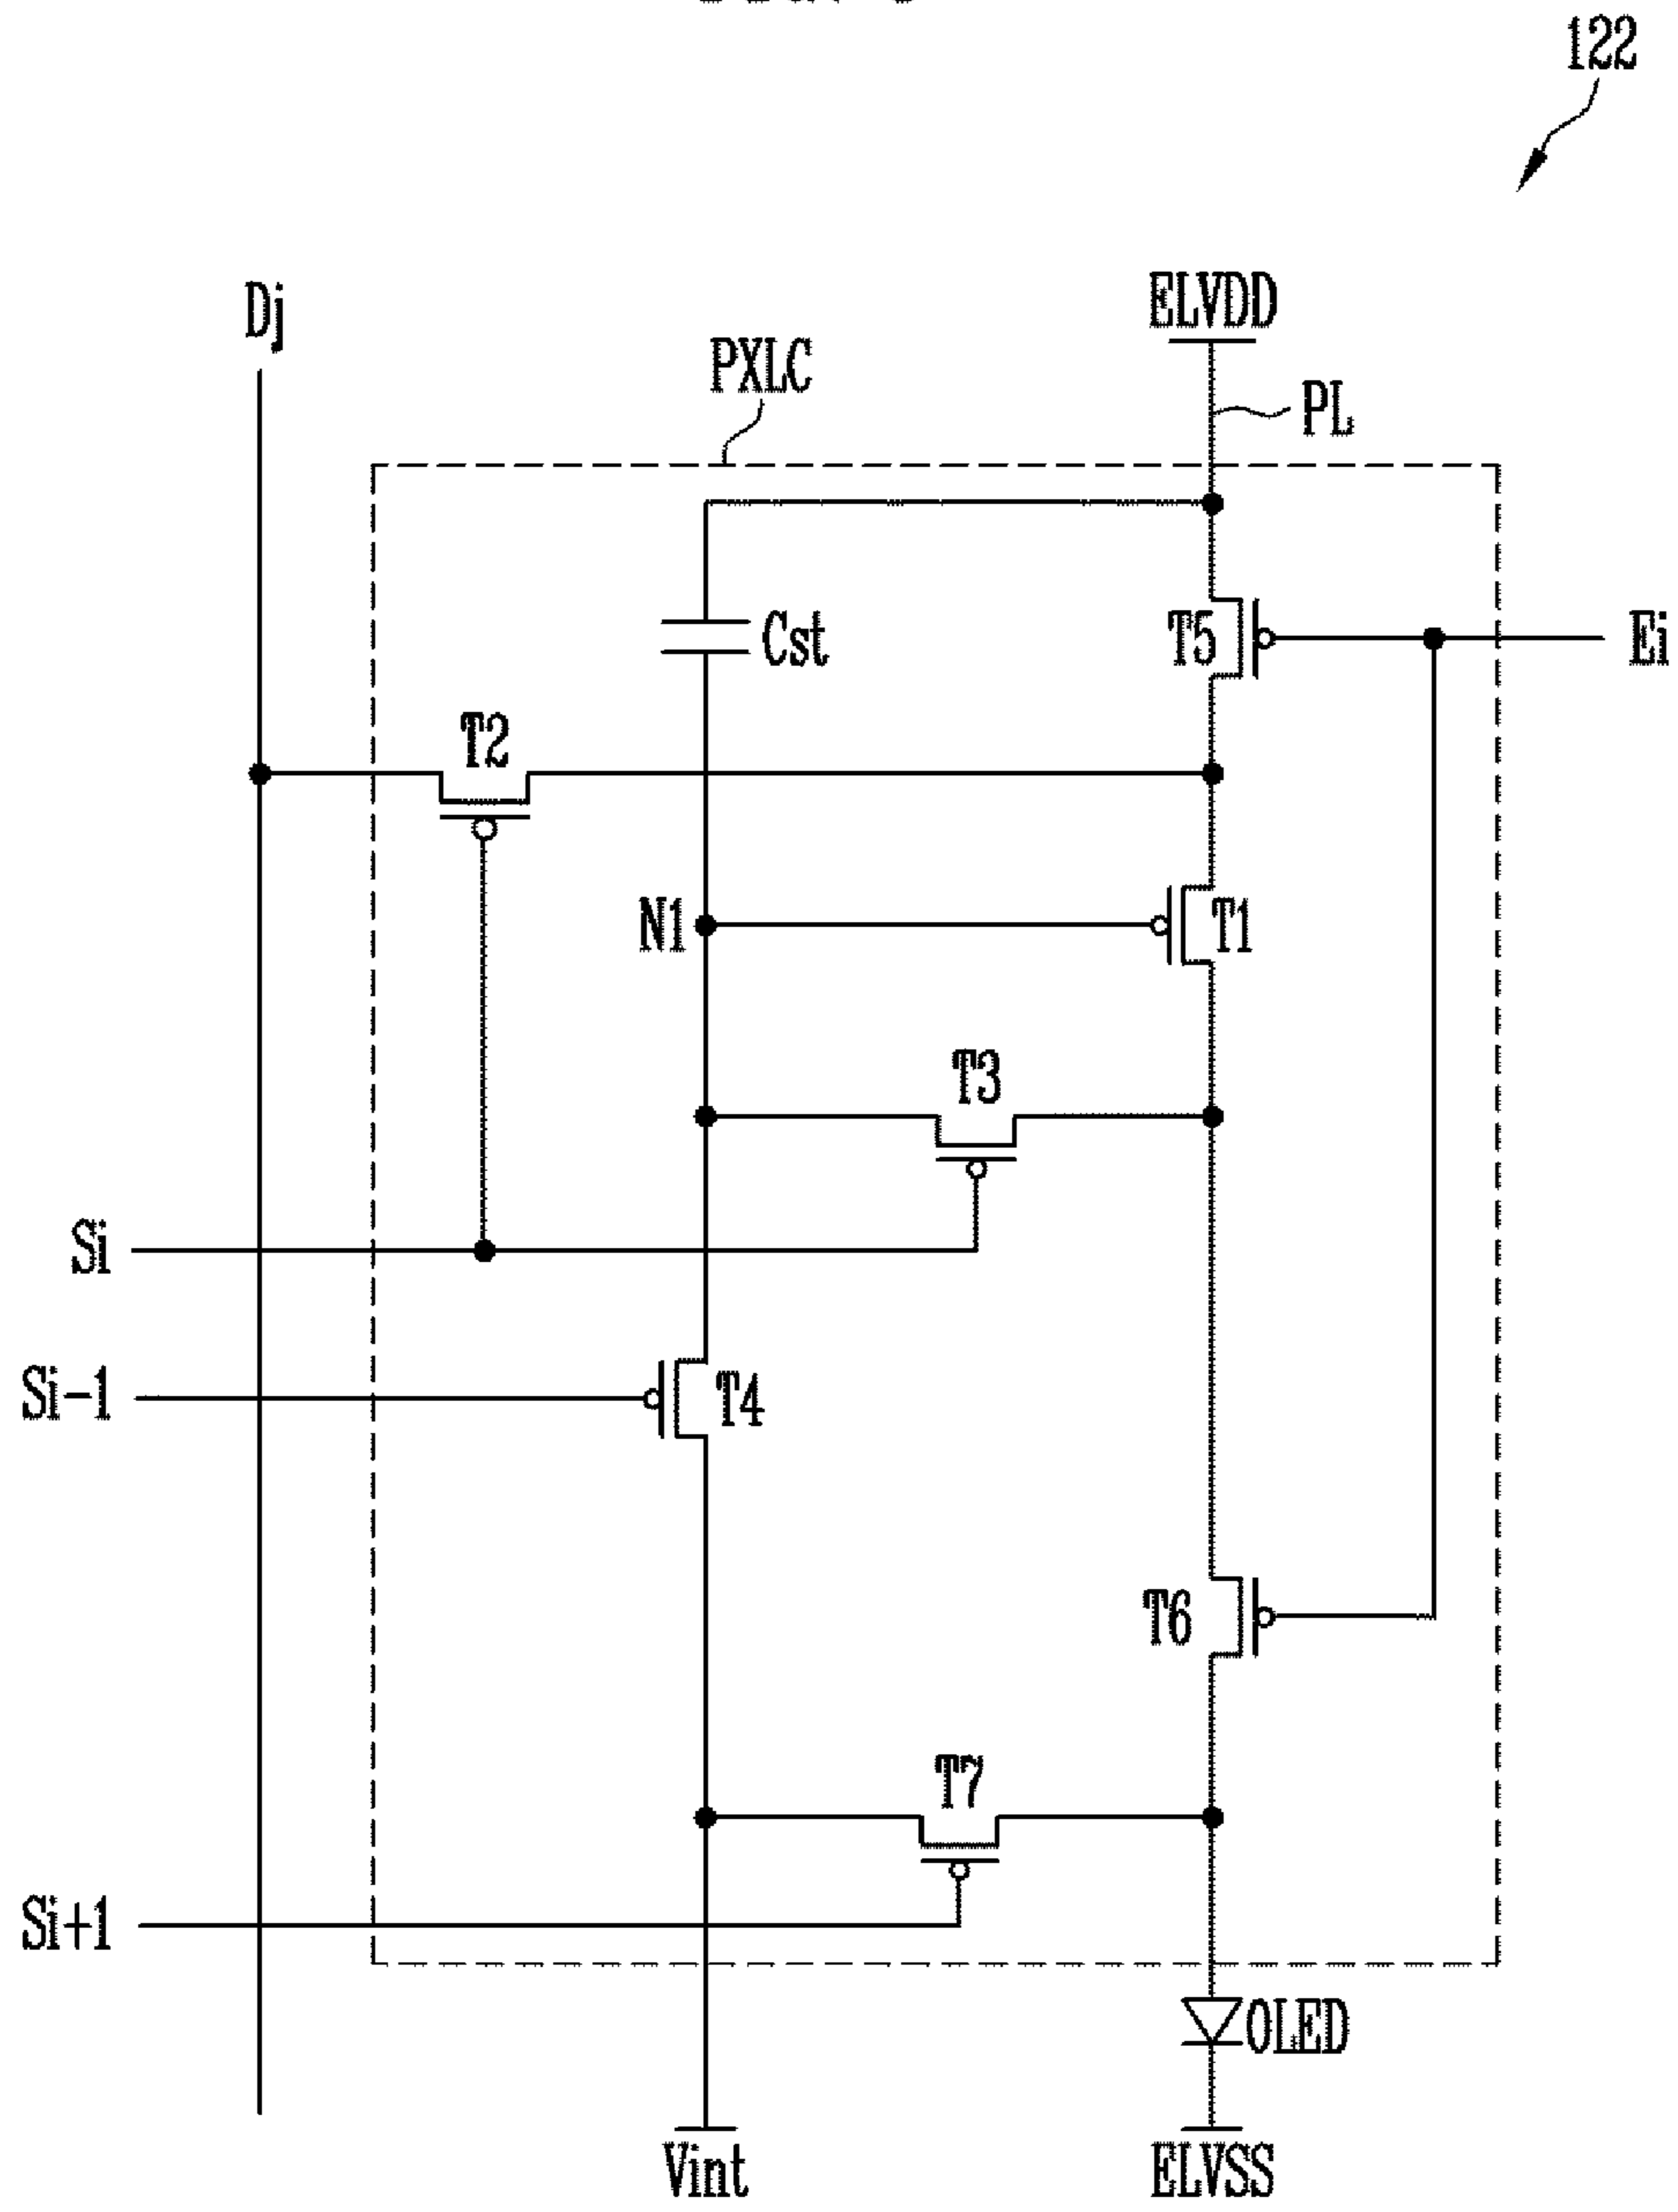 122
Dj
ELVDD
PXLC
PL
Cst
T5
Ei
T2
N1
T1
T3
Si
Si-1
T4
T6
T7
Si+1
OLED
Vint
ELVSS